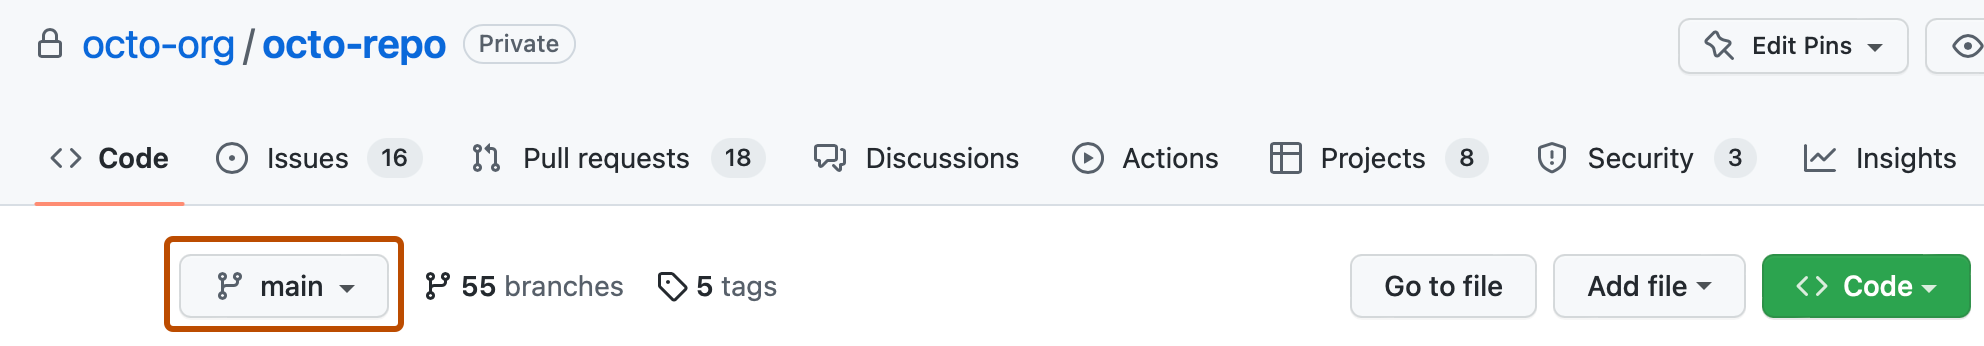 octo-org / octo-repo Private Edit Pins
Code Issues 16 Pull requests 18 Discussions Actions Projects 8 Security 3 Insights
main 55 branches 5 tags Go to file Add file Code